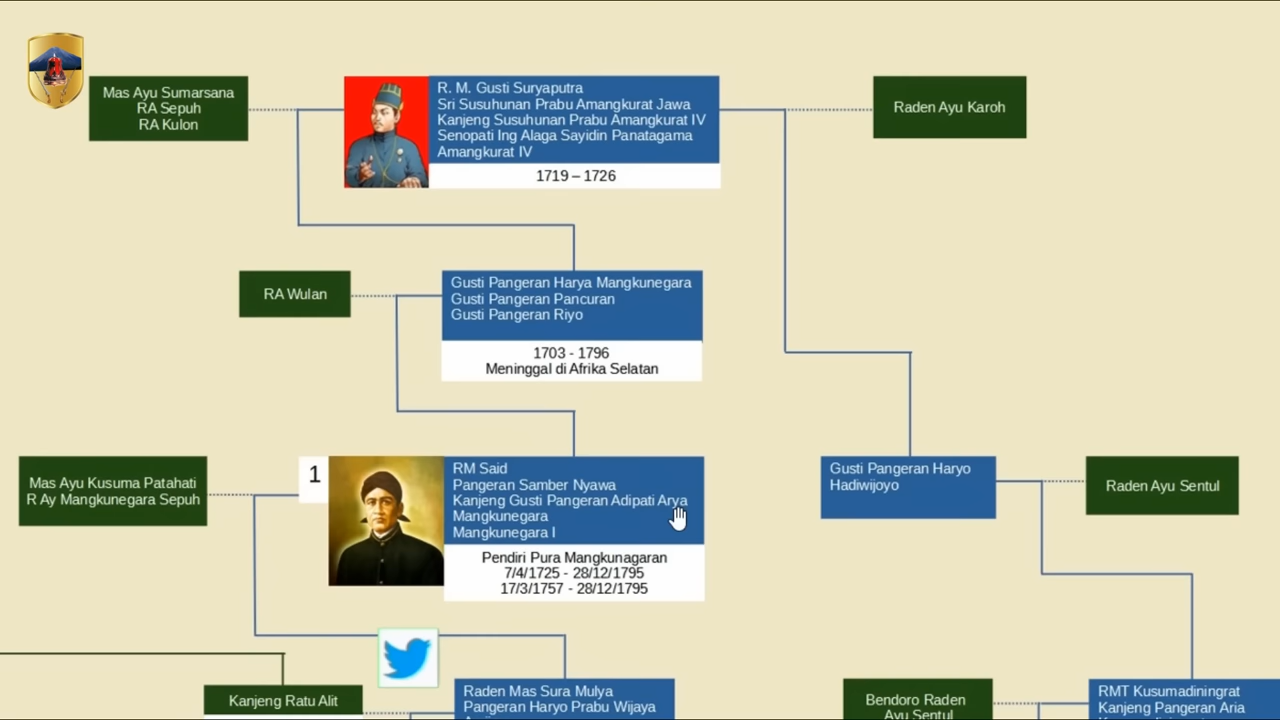 Mas Ayu Sumarsana
RA Sepuh
RA Kulon
R. M. Gusti Suryaputra
Sri Susuhunan Prabu Amangkurat Jawa
Kanjeng Susuhunan Prabu Amangkurat IV
Senopati Ing Alaga Sayidin Panatagama
Amangkurat IV
1719 – 1726
Raden Ayu Karoh
RA Wulan
Gusti Pangeran Harya Mangkunegara
Gusti Pangeran Pancuran
Gusti Pangeran Riyo
1703 - 1796
Meninggal di Afrika Selatan
Mas Ayu Kusuma Patahati
R Ay Mangkunegara Sepuh
1
RM Said
Pangeran Samber Nyawa
Kanjeng Gusti Pangeran Adipati Arya
Mangkunegara
Mangkunegara I
Pendiri Pura Mangkunagaran
7/4/1725 - 28/12/1795
17/3/1757 - 28/12/1795
Gusti Pangeran Haryo
Hadiwijoyo
Raden Ayu Sentul
Kanjeng Ratu Alit
Raden Mas Sura Mulya
Pangeran Haryo Prabu Wijaya
Bendoro Raden
Ayu Sentul
RMT Kusumadiningrat
Kanjeng Pangeran Aria